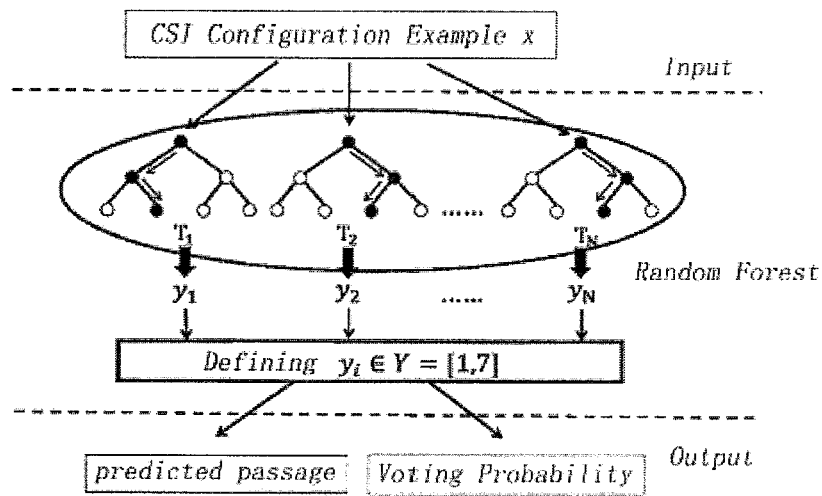 CSI Configuration Example x
Input
T1 T2 ...... TN
Random Forest
y1 y2 ...... yN
Defining yi ∈ Y = [1,7]
Output
predicted passage Voting Probability